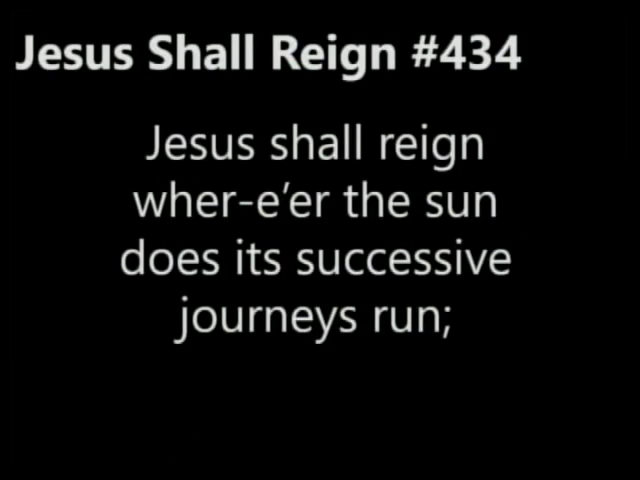 Jesus Shall Reign #434
Jesus shall reign
wher-e’er the sun
does its successive
journeys run;